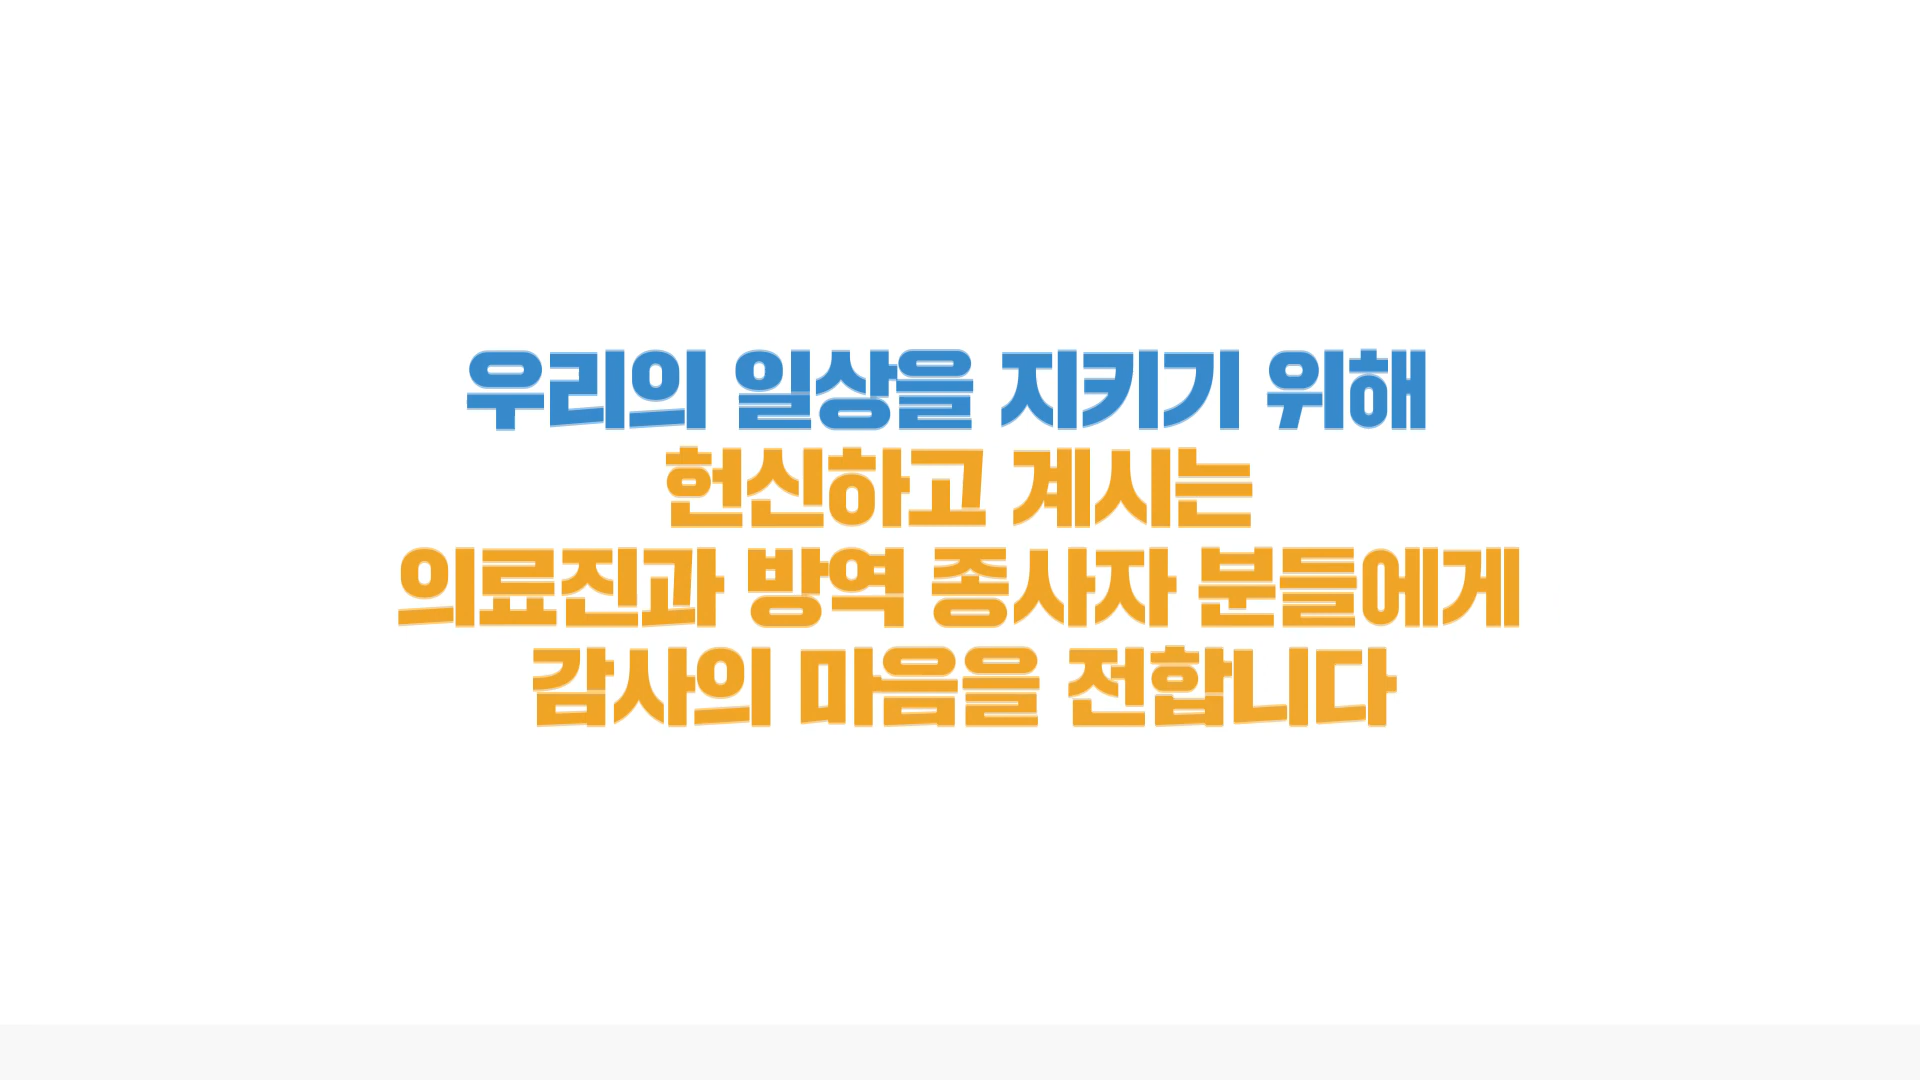 우리의 일상을 지키기 위해
헌신하고 계시는
의료진과 방역 종사자 분들에게
감사의 마음을 전합니다